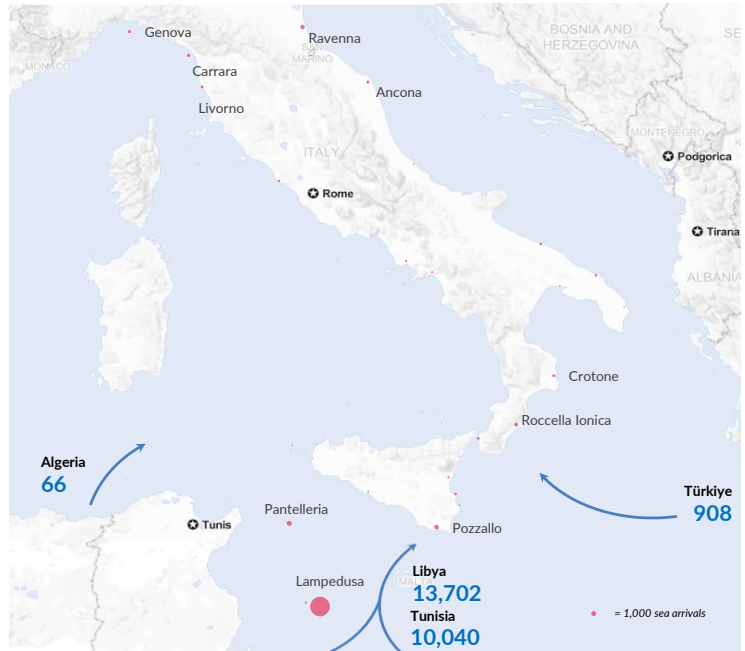 Genova
Ravenna
BOSNIA AND
HERZEGOVINA
SE
MONACO
SAN
MARINO
Carrara
Ancona
Livorno
ITALY
MONTENEGRO
K
Podgorica
Rome
Tirana
ALBANIA
Crotone
Roccella Ionica
Algeria
66
Türkiye
908
Pantelleria
Tunis
Pozzallo
Lampedusa
Libya
MALTA
13,702
Tunisia
10,040
= 1,000 sea arrivals